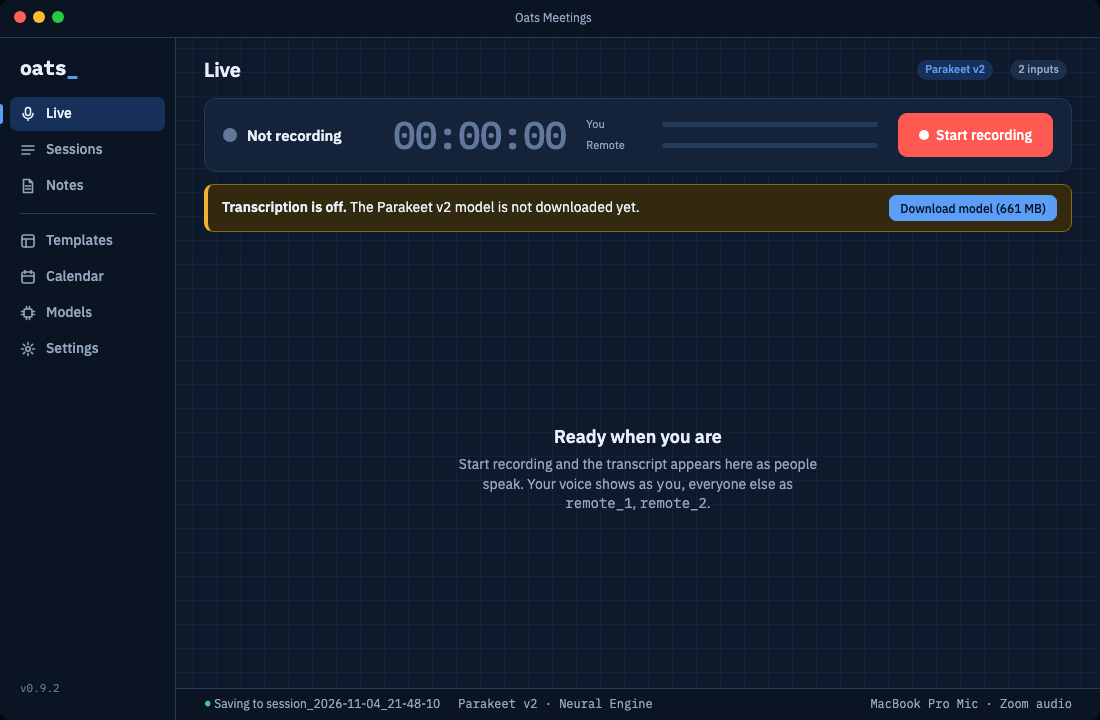 Oats Meetings
oats_
Live
Sessions
Notes
Templates
Calendar
Models
Settings
v0.9.2
Live
Parakeet v2
2 inputs
Not recording
00:00:00
You
Remote
Start recording
Transcription is off. The Parakeet v2 model is not downloaded yet.
Download model (661 MB)
Ready when you are
Start recording and the transcript appears here as people
speak. Your voice shows as you, everyone else as
remote_1, remote_2.
Saving to session_2026-11-04_21-48-10
Parakeet v2 · Neural Engine
MacBook Pro Mic · Zoom audio